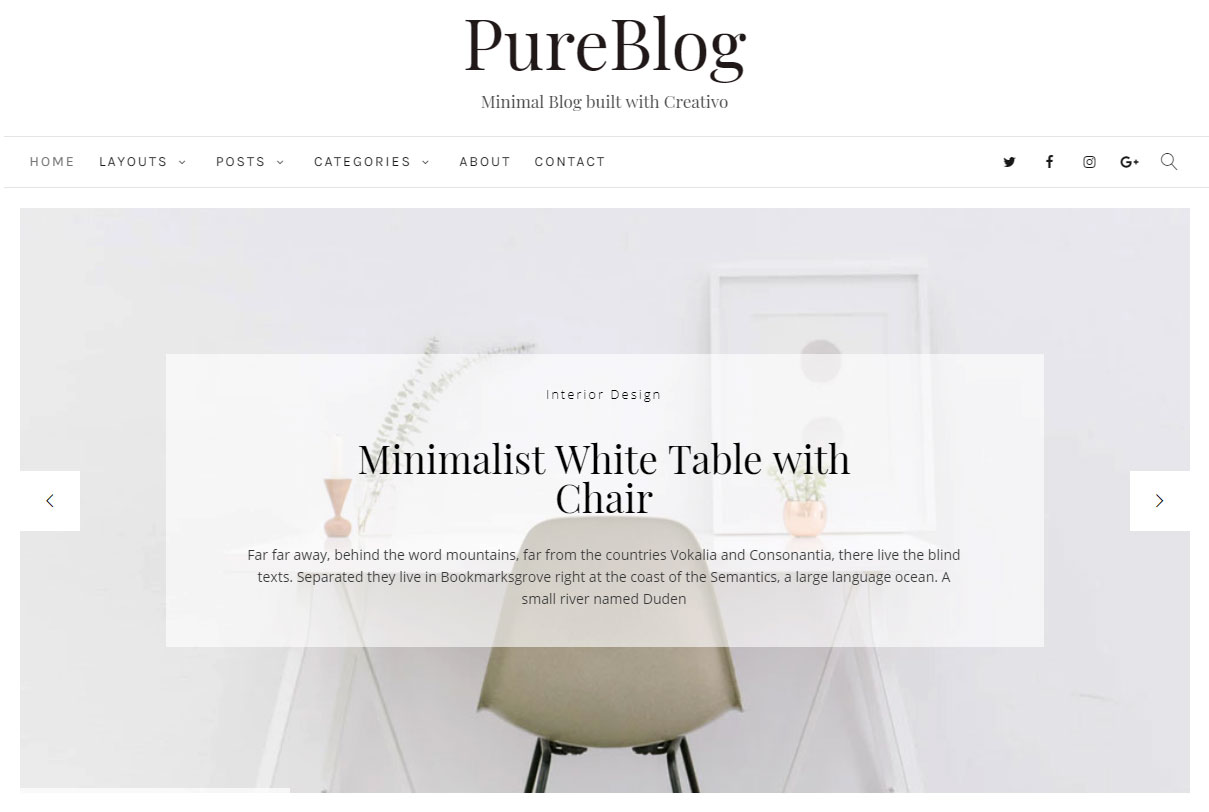 PureBlog
Minimal Blog built with Creativo
HOME LAYOUTS POSTS CATEGORIES ABOUT CONTACT
Interior Design
Minimalist White Table with
Chair
Far far away, behind the word mountains, far from the countries Vokalia and Consonantia, there live the blind
texts. Separated they live in Bookmarksgrove right at the coast of the Semantics, a large language ocean. A
small river named Duden